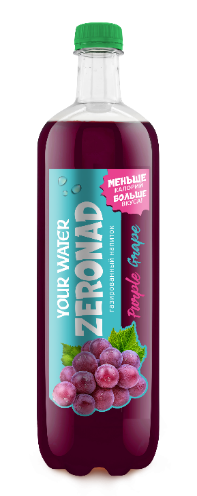 МЕНЬШЕ
КАЛОРИЙ
БОЛЬШЕ
ВКУСА!
YOUR WATER
ZERONAD
газированный напиток
Purple Grape